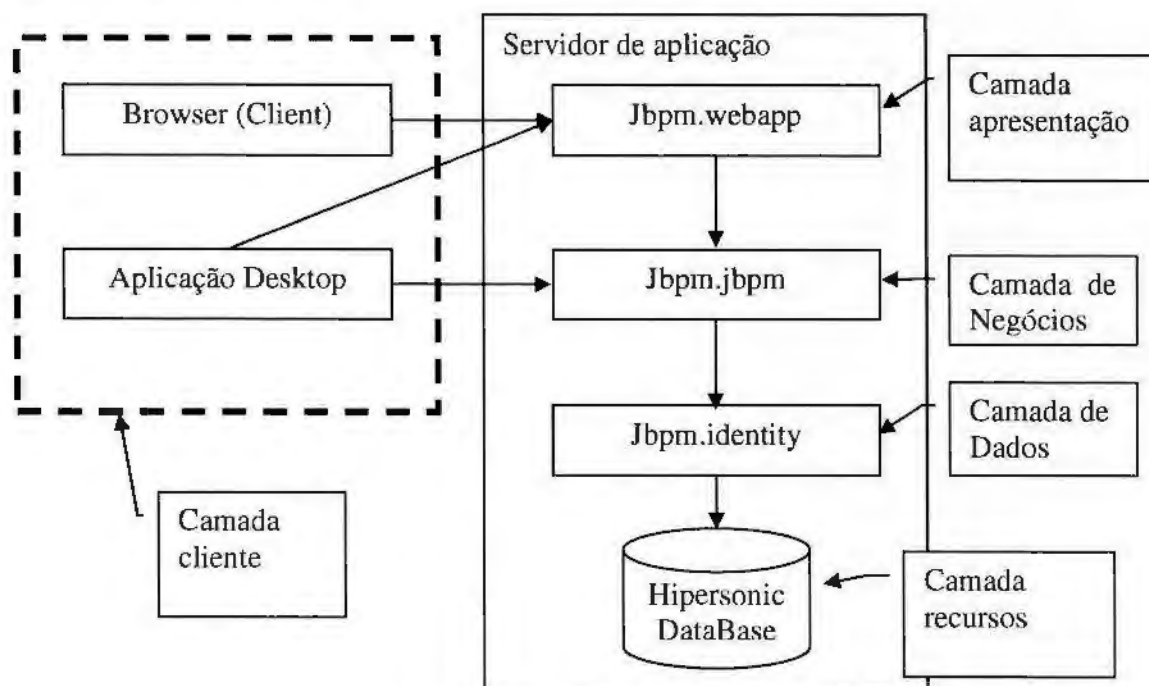 Servidor de aplicação
Browser (Client)
Jbpm.webapp
Camada
apresentação
Aplicação Desktop
Jbpm.jbpm
Camada de
Negócios
Jbpm.identity
Camada de
Dados
Camada
cliente
Hipersonic
DataBase
Camada
recursos